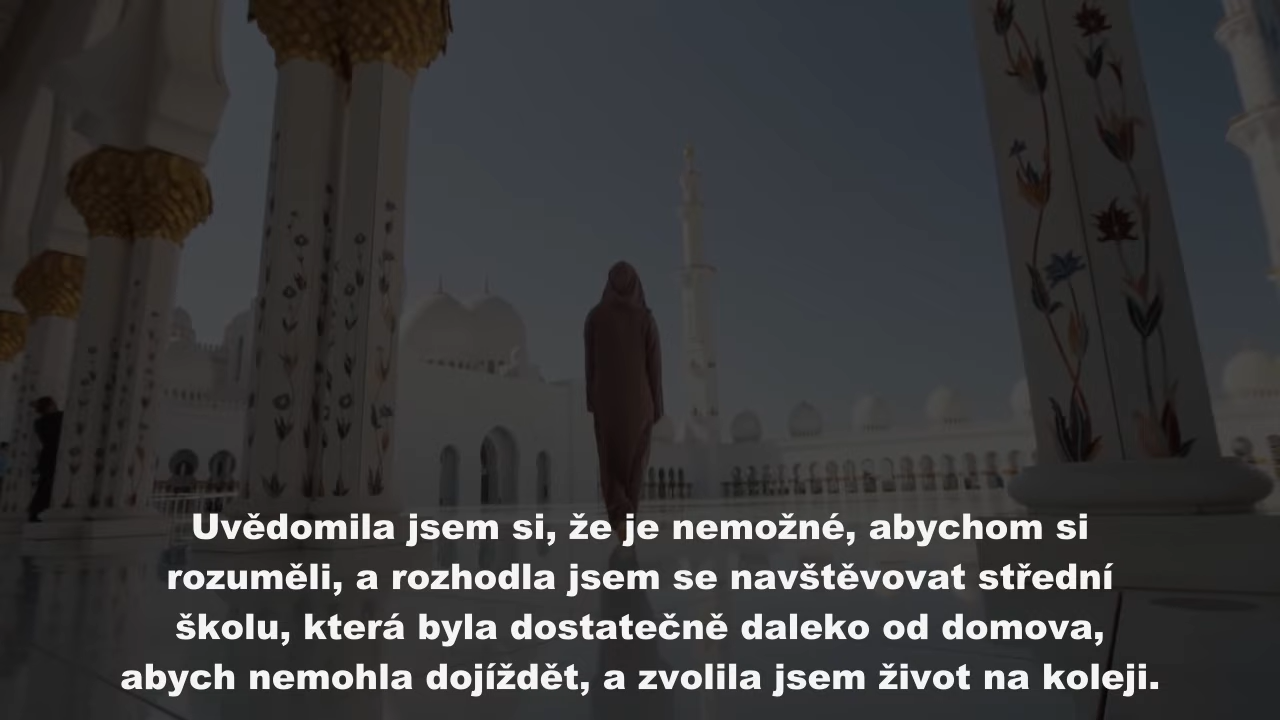 Uvědomila jsem si, že je nemožné, abychom si
rozuměli, a rozhodla jsem se navštěvovat střední
školu, která byla dostatečně daleko od domova,
abych nemohla dojíždět, a zvolila jsem život na koleji.